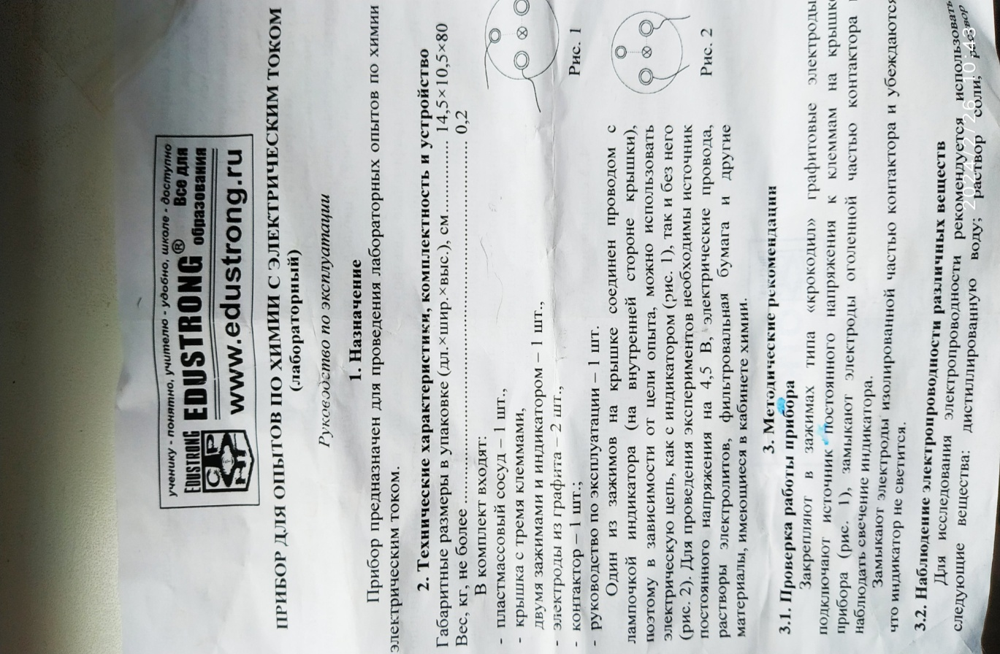 ученику - понятно, учителю - удобно, школе - доступно
EDUSTRONG EDUSTRONG® Все для
образования
www.edustrong.ru
ПРИБОР ДЛЯ ОПЫТОВ ПО ХИМИИ С ЭЛЕКТРИЧЕСКИМ ТОКОМ
(лабораторный)
Руководство по эксплуатации
1. Назначение
Прибор предназначен для проведения лабораторных опытов по химии
электрическим током.
2. Технические характеристики, комплектность и устройство
Габаритные размеры в упаковке (дл.×шир.×выс.), см.............. 14,5×10,5×80
Вес, кг, не более ........................................................ 0,2
В комплект входят:
- пластмассовый сосуд – 1 шт.,
- крышка с тремя клеммами,
двумя зажимами и индикатором – 1 шт.,
- электроды из графита – 2 шт.,
- контактор – 1 шт.;
- руководство по эксплуатации – 1 шт.
Рис. 1
Один из зажимов на крышке соединен проводом с
лампочкой индикатора (на внутренней стороне крышки),
поэтому в зависимости от цели опыта, можно использовать
электрическую цепь, как с индикатором (рис. 1), так и без него
(рис. 2). Для проведения экспериментов необходимы источник
постоянного напряжения на 4,5 В, электрические провода,
растворы электролитов, фильтровальная бумага и другие
материалы, имеющиеся в кабинете химии.
Рис. 2
3. Методические рекомендации
3.1. Проверка работы прибора
Закрепляют в зажимах типа «крокодил» графитовые электроды
подключают источник постоянного напряжения к клеммам на крышке
прибора (рис. 1), замыкают электроды оголенной частью контактора
наблюдать свечение индикатора.
Замыкают электроды изолированной частью контактора и убеждаются
что индикатор не светится.
3.2. Наблюдение электропроводности различных веществ
Для исследования электропроводности рекомендуется использовать
следующие вещества: дистиллированную воду; раствор соли; раствор
2024/2/26 10:43